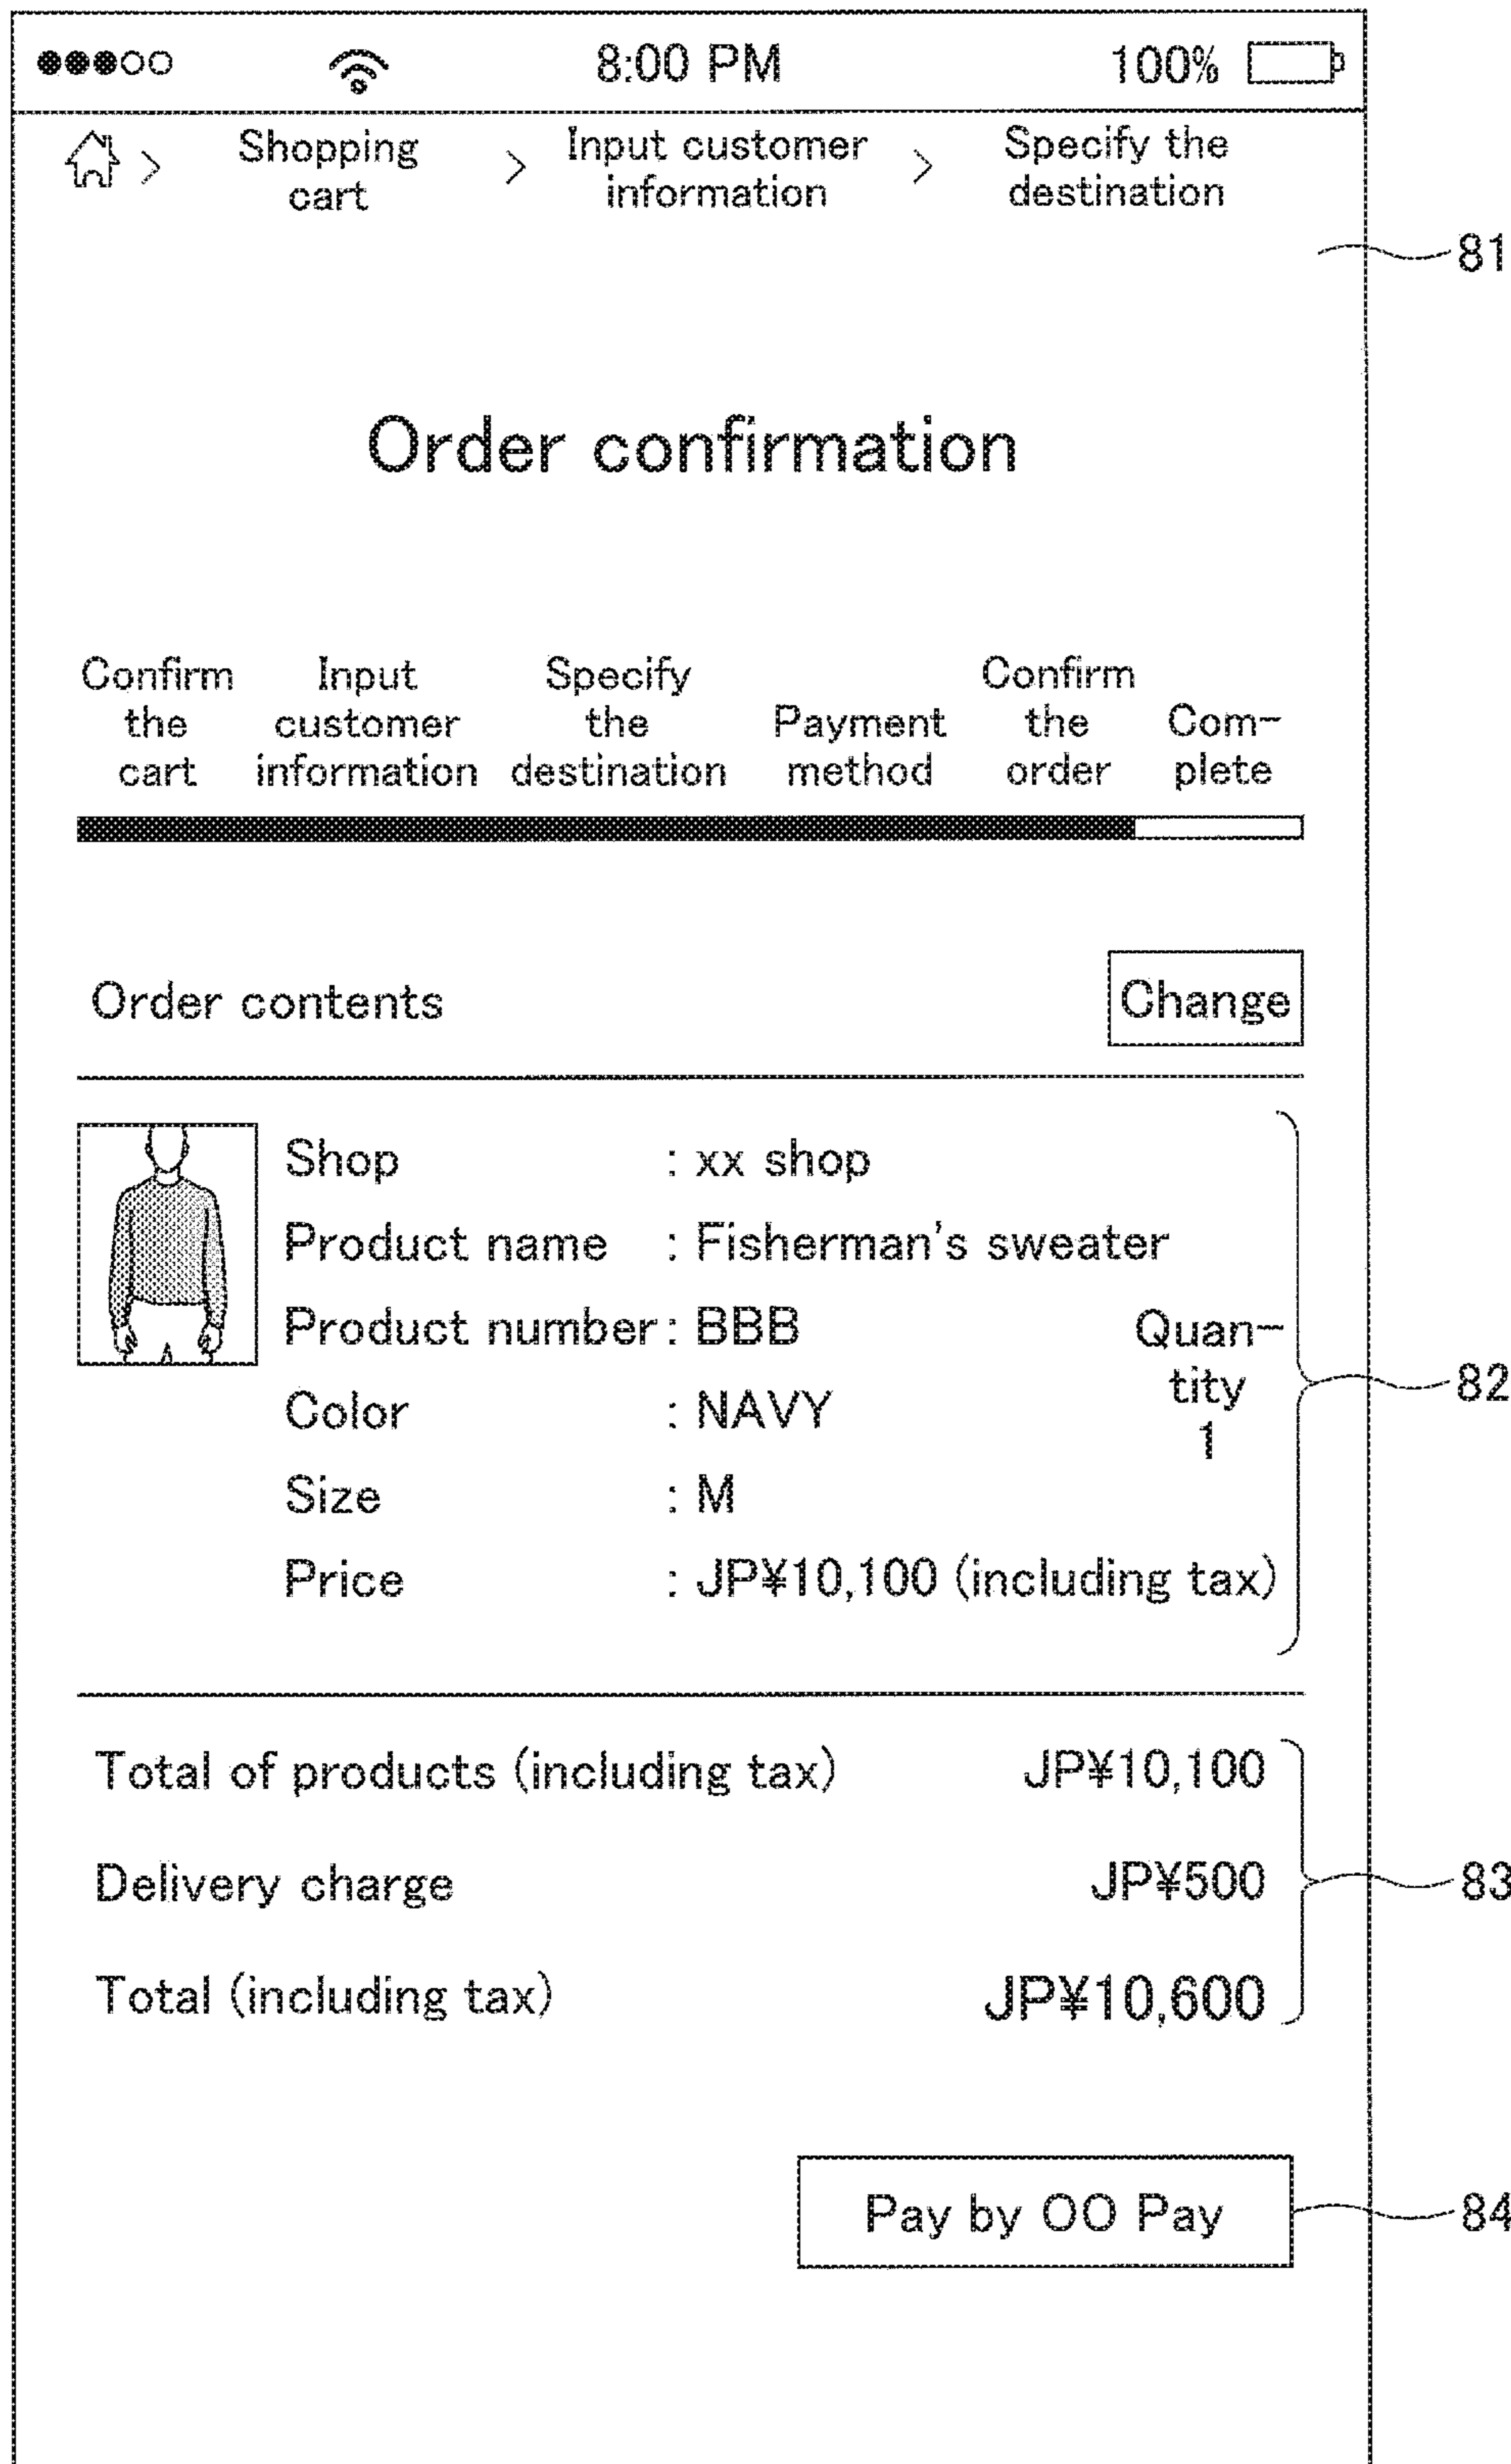 8:00 PM 100%
> Shopping cart > Input customer information > Specify the destination
81
Order confirmation
Confirm the cart
Input customer information
Specify the destination
Payment method
Confirm the order
Com-
plete
Order contents Change
Shop : xx shop
Product name : Fisherman's sweater
Product number : BBB
Quan-
tity
1
82
Color : NAVY
Size : M
Price : JP¥10,100 (including tax)
Total of products (including tax) JP¥10,100
Delivery charge JP¥500
83
Total (including tax) JP¥10,600
Pay by OO Pay
84